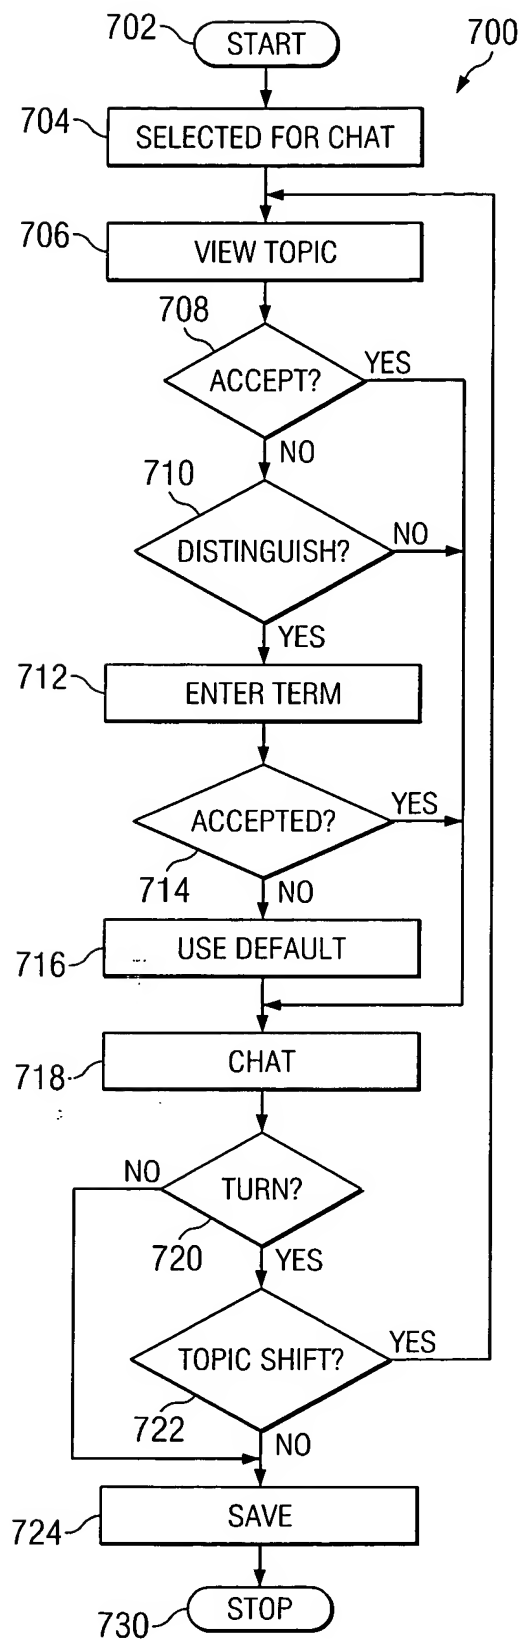 702
START
700
704
SELECTED FOR CHAT
706
VIEW TOPIC
708
ACCEPT?
YES
NO
710
DISTINGUISH?
NO
YES
712
ENTER TERM
ACCEPTED?
YES
714
NO
716
USE DEFAULT
718
CHAT
NO
TURN?
720
YES
TOPIC SHIFT?
YES
722
NO
724
SAVE
730
STOP